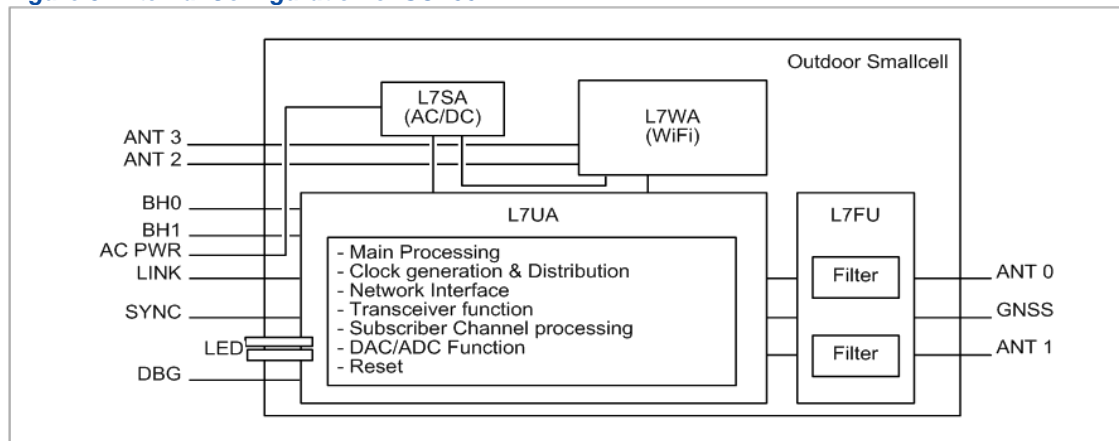 Outdoor Smallcell
L7SA
(AC/DC)
L7WA
(WiFi)
ANT 3
ANT 2
BH0
BH1
AC PWR
LINK
SYNC
LED
DBG
L7UA
- Main Processing
- Clock generation & Distribution
- Network Interface
- Transceiver function
- Subscriber Channel processing
- DAC/ADC Function
- Reset
L7FU
Filter
Filter
ANT 0
GNSS
ANT 1